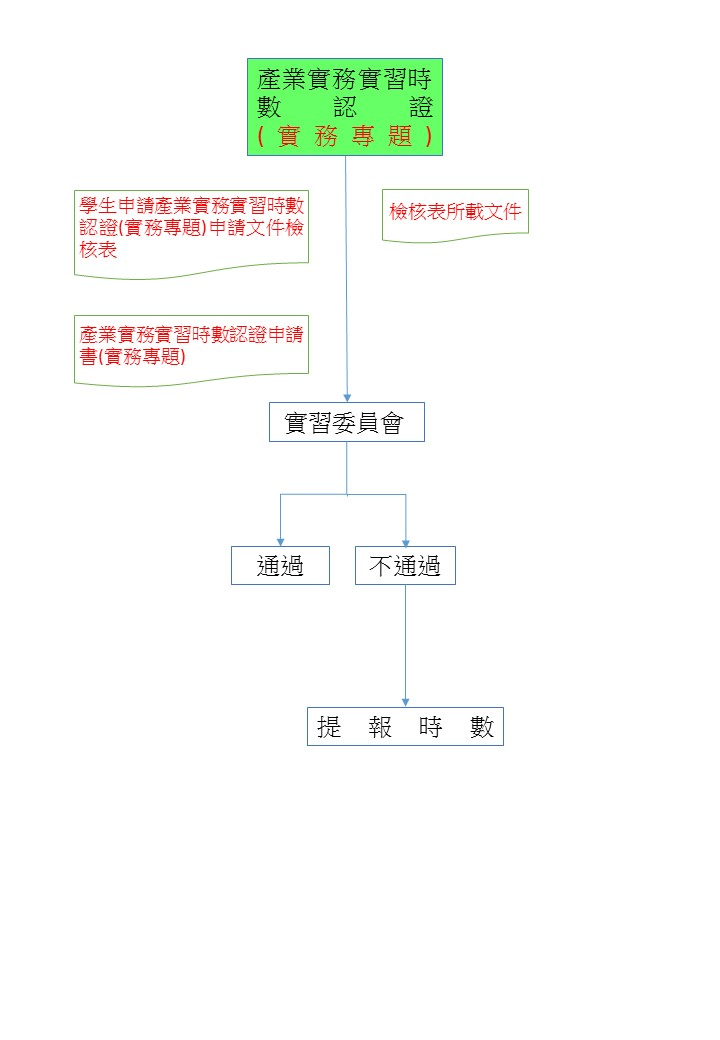 產業實務實習時
數認證
(實務專題)
學生申請產業實務實習時數
認證(實務專題)申請文件檢
核表
檢核表所載文件
產業實務實習時數認證申請
書(實務專題)
實習委員會
通過
不通過
提報時數